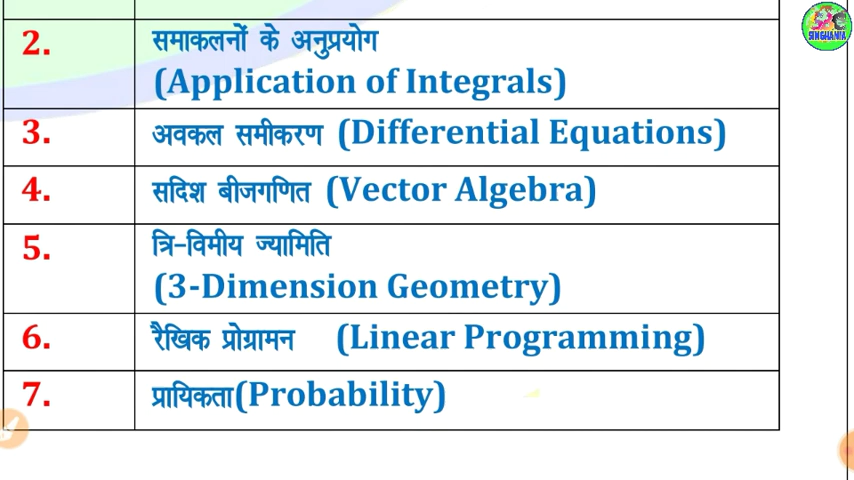 SINGHANIA
2. समाकलनों के अनुप्रयोग
(Application of Integrals)
3. अवकल समीकरण (Differential Equations)
4. सदिश बीजगणित (Vector Algebra)
5. त्रि-विमीय ज्यामिति
(3-Dimension Geometry)
6. रैखिक प्रोग्रामन (Linear Programming)
7. प्रायिकता(Probability)